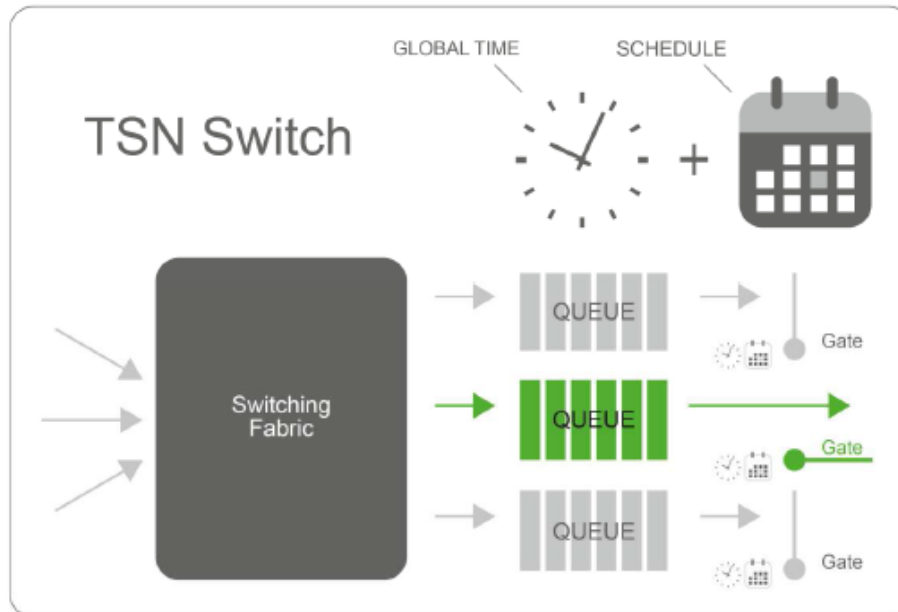 GLOBAL TIME
SCHEDULE
TSN Switch
+
QUEUE
Gate
Switching
Fabric
QUEUE
Gate
QUEUE
Gate